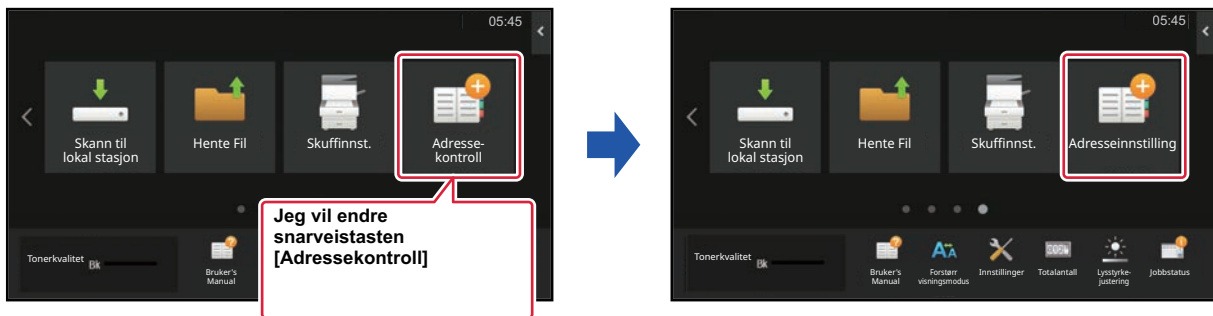 05:45
Skann til
lokal stasjon
Hente Fil
Skuffinnst.
Adresse-
kontroll
Jeg vil endre
snarveistasten
[Adressekontroll]
Tonerkvalitet
Bk
Bruker's
Manual
05:45
Skann til
lokal stasjon
Hente Fil
Skuffinnst.
Adresseinnstilling
Tonerkvalitet
Bk
Bruker's
Manual
Forstørr
visningsmodus
Innstillinger
Totalantall
Lysstyrke-
justering
Jobbstatus